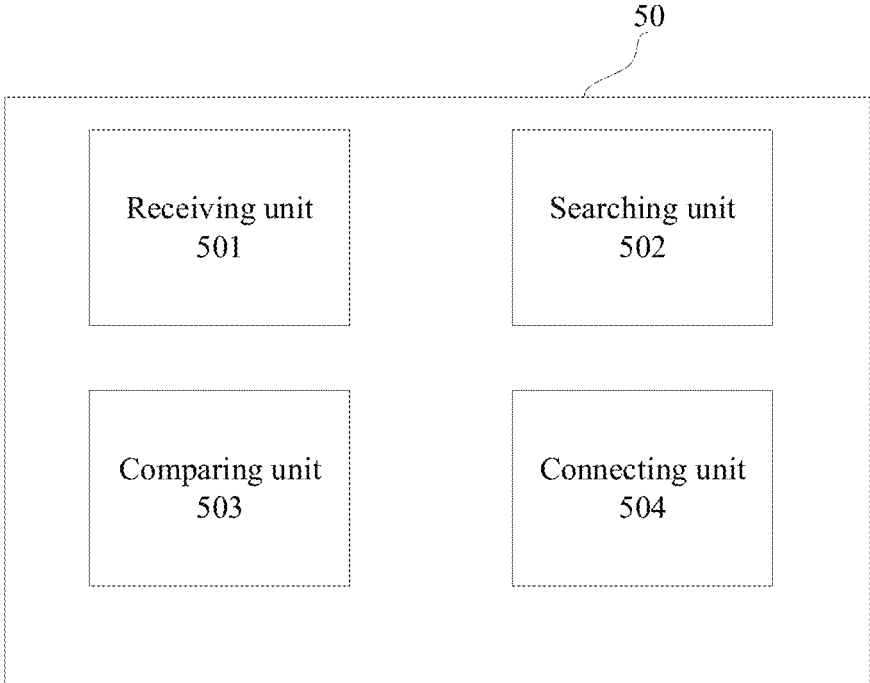 50
Receiving unit
501
Searching unit
502
Comparing unit
503
Connecting unit
504